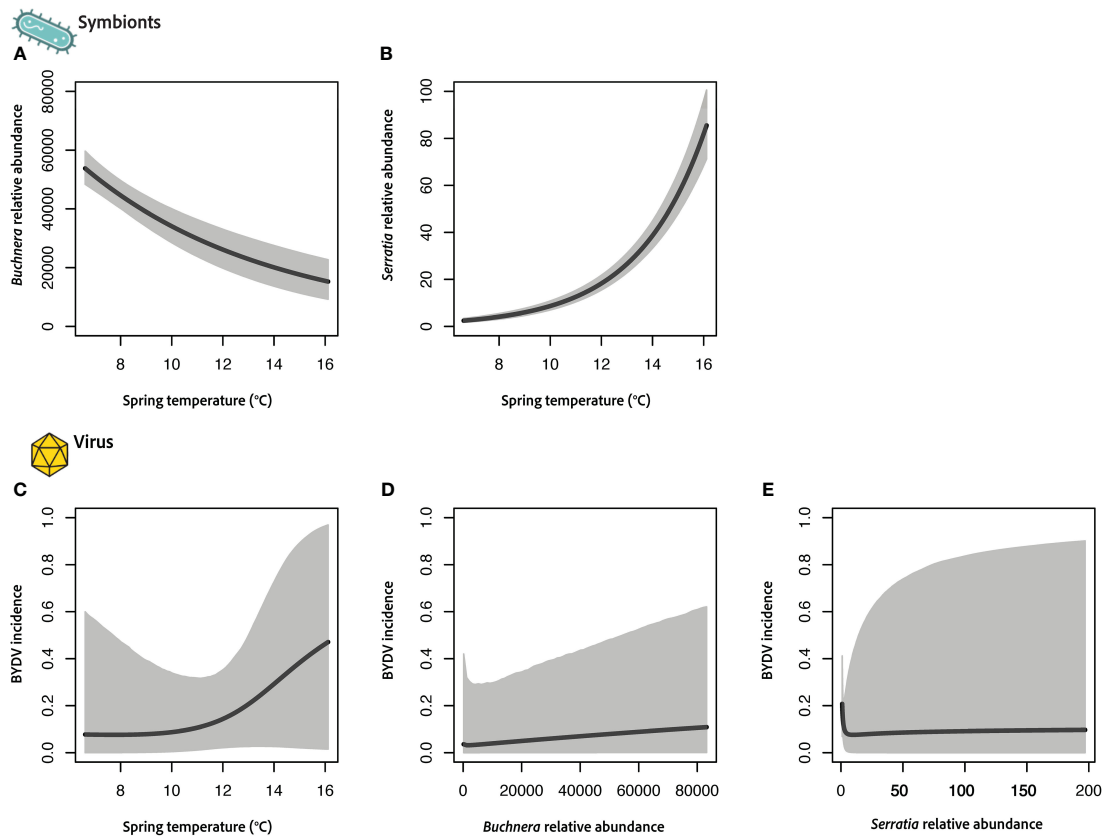 Symbionts
A
B
Buchnera relative abundance
80000
60000
40000
20000
0
8 10 12 14 16
Spring temperature (°C)
Serratia relative abundance
100
80
60
40
20
0
8 10 12 14 16
Spring temperature (°C)
Virus
C
D
E
BYDV incidence
1.0
0.8
0.6
0.4
0.2
0.0
8 10 12 14 16
Spring temperature (°C)
BYDV incidence
1.0
0.8
0.6
0.4
0.2
0.0
0 20000 40000 60000 80000
Buchnera relative abundance
BYDV incidence
1.0
0.8
0.6
0.4
0.2
0.0
0 50 100 150 200
Serratia relative abundance